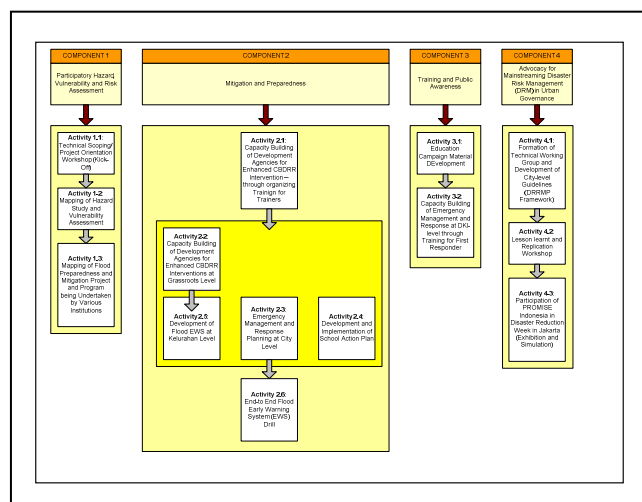 COMPONENT 1
Participatory Hazard,
Vulnerability and Risk
Assessment
Activity 1.1:
Technical Scoping/
Project Orientation
Workshop (Kick-
Off)
Activity 1-2:
Mapping of Hazard
Study and Vulnerability
Assessment
Activity 1.3:
Mapping of Flood
Preparedness and
Mitigation Project and
Program being
Undertaken by
Various Institutions
COMPONENT 2
Mitigation and Preparedness
Activity 2.1:
Capacity Building
of Development
Agencies for
Enhanced CBDRR
Intervention—
through organizing
Trainign for
Trainers
Activity 2-2:
Capacity Building
of Development
Agencies for
Enhanced CBDRR
Interventions at
Grasroots Level
Activity 2.5:
Development of
Flood EWS at
Kelurahan Level
Activity 2-3:
Emergency
Management and
Response
Planning at City
Level
Activity 2.4:
Development and
Implementation of
School Action Plan
Activity 2.6:
End-to End Flood
Early Warning
System (EWS)
Drill
COMPONENT 3
Training and Public
Awareness
Activity 3.1:
Education
Campaign Material
DEvelopment
Activity 3-2:
Capacity Building
of Emergency
Management and
Response at DKI-
level through
Training for First
Responder
COMPONENT 4
Advocacy for
Mainstreaming Disaster
Risk Management
(DRM) in Urban
Governance
Activity 4.1:
Formation of
Technical Working
Group and
Development of
City-level
Guidelines
(DRRMP
Framework)
Activity 4.2:
Lesson learnt and
Replication
Workshop
Activity 4-3:
Participation of
PROMISE
Indonesia in
Disaster Reduction
Week in Jakarta
(Exhibition and
Simulation)